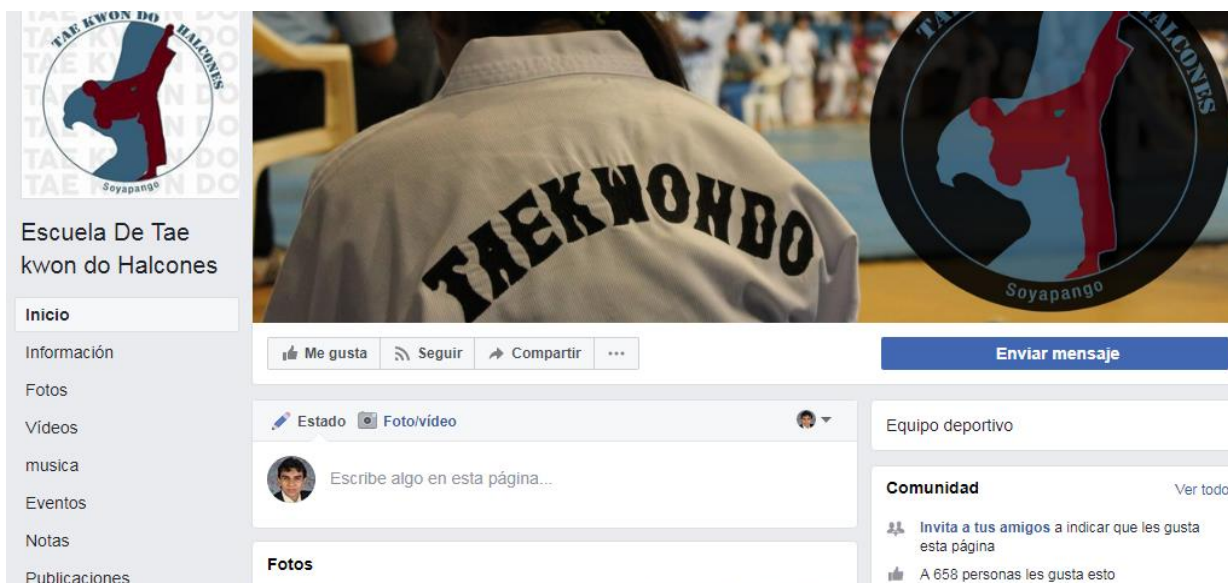 TAE KWON DO HALCONES
Soyapango
Escuela De Tae
kwon do Halcones
Inicio
Información
Fotos
Vídeos
musica
Eventos
Notas
Publicaciones
TAEKWONDO
HALCONES
Soyapango
Me gusta
Seguir
Compartir
...
Enviar mensaje
Estado
Foto/vídeo
Escribe algo en esta página...
Fotos
Equipo deportivo
Comunidad
Ver todo
Invita a tus amigos a indicar que les gusta
esta página
A 658 personas les gusta esto